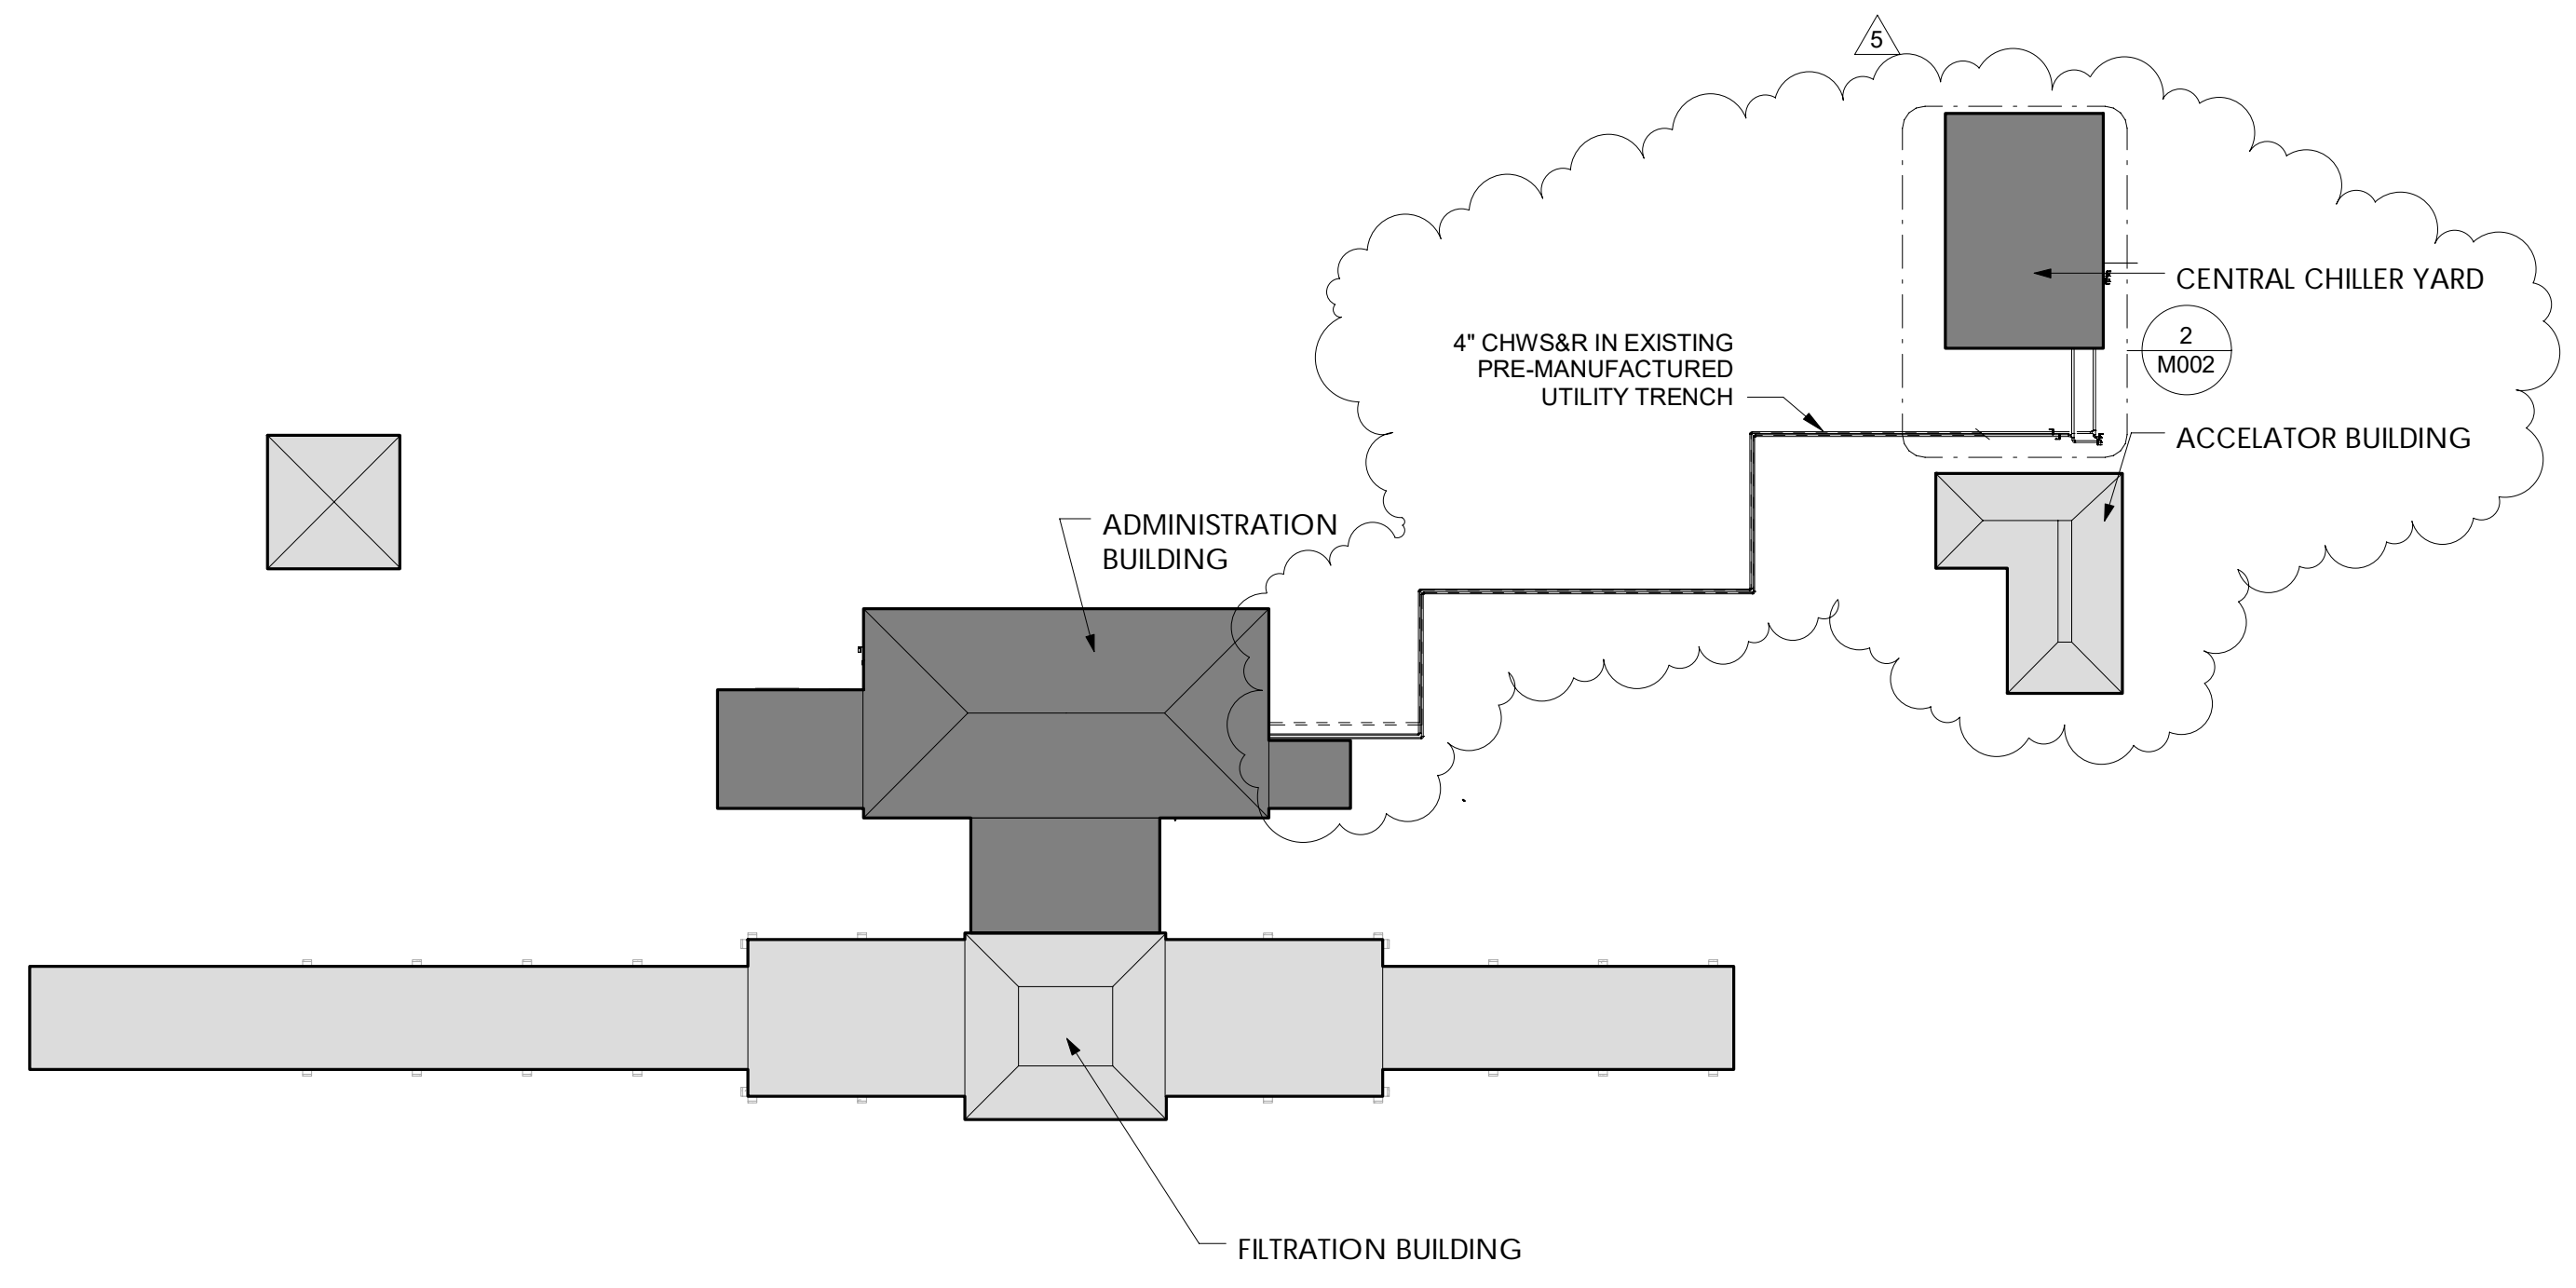 5
CENTRAL CHILLER YARD
2
M002
4" CHWS&R IN EXISTING
PRE-MANUFACTURED
UTILITY TRENCH
ACCELATOR BUILDING
ADMINISTRATION
BUILDING
FILTRATION BUILDING